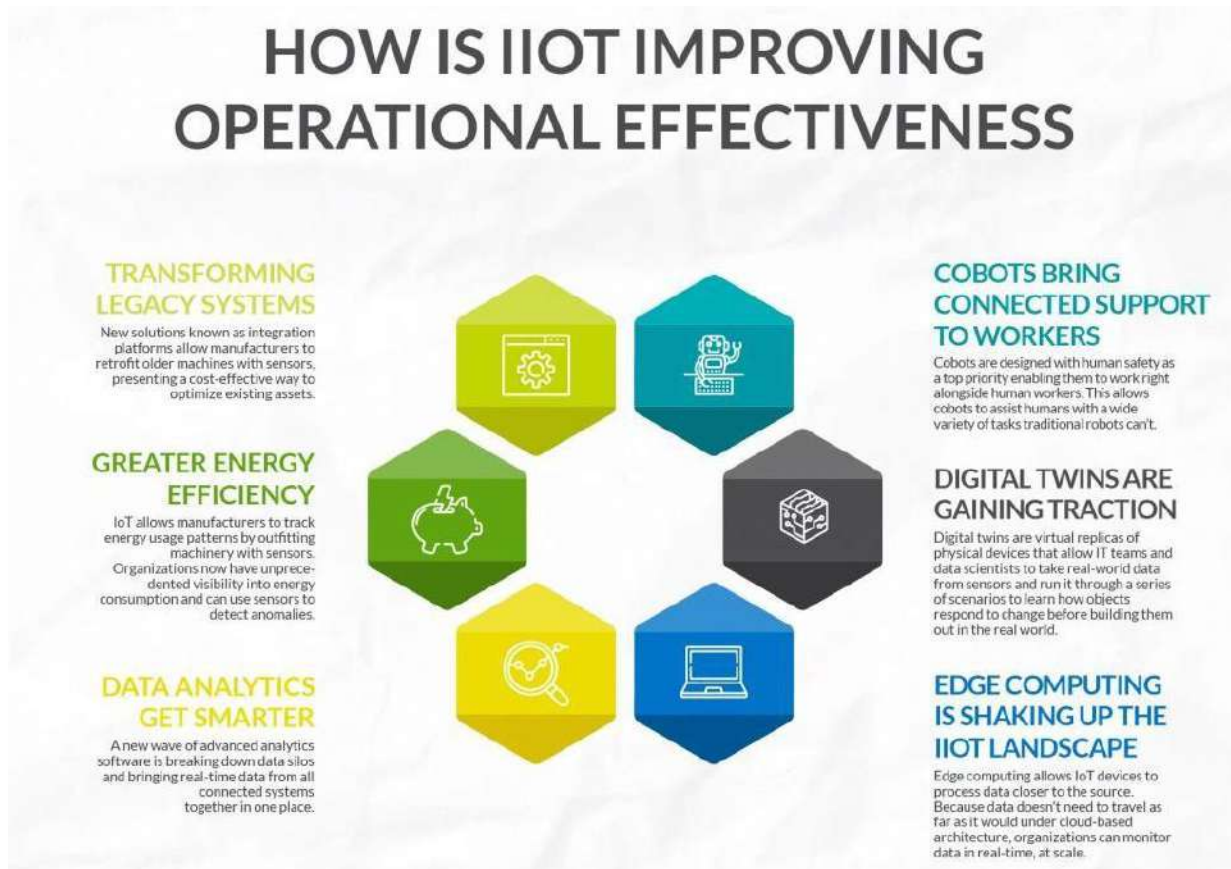 HOW IS IIOT IMPROVING
OPERATIONAL EFFECTIVENESS
TRANSFORMING
LEGACY SYSTEMS
New solutions known as integration
platforms allow manufacturers to
retrofit older machines with sensors,
presenting a cost-effective way to
optimize existing assets.
GREATER ENERGY
EFFICIENCY
IoT allows manufacturers to track
energy usage patterns by outfitting
machinery with sensors.
Organizations now have unprece-
dented visibility into energy
consumption and can use sensors to
detect anomalies.
DATA ANALYTICS
GET SMARTER
A new wave of advanced analytics
software is breaking down data silos
and bringing real-time data from all
connected systems
together in one place.
COBOTS BRING
CONNECTED SUPPORT
TO WORKERS
Cobots are designed with human safety as
a top priority enabling them to work right
alongside human workers. This allows
cobots to assist humans with a wide
variety of tasks traditional robots can't.
DIGITAL TWINS ARE
GAINING TRACTION
Digital twins are virtual replicas of
physical devices that allow IT teams and
data scientists to take real-world data
from sensors and run it through a series
of scenarios to learn how objects
respond to change before building them
out in the real world.
EDGE COMPUTING
IS SHAKING UP THE
IIOT LANDSCAPE
Edge computing allows IoT devices to
process data closer to the source.
Because data doesn't need to travel as
far as it would under cloud-based
architecture, organizations can monitor
data in real-time, at scale.